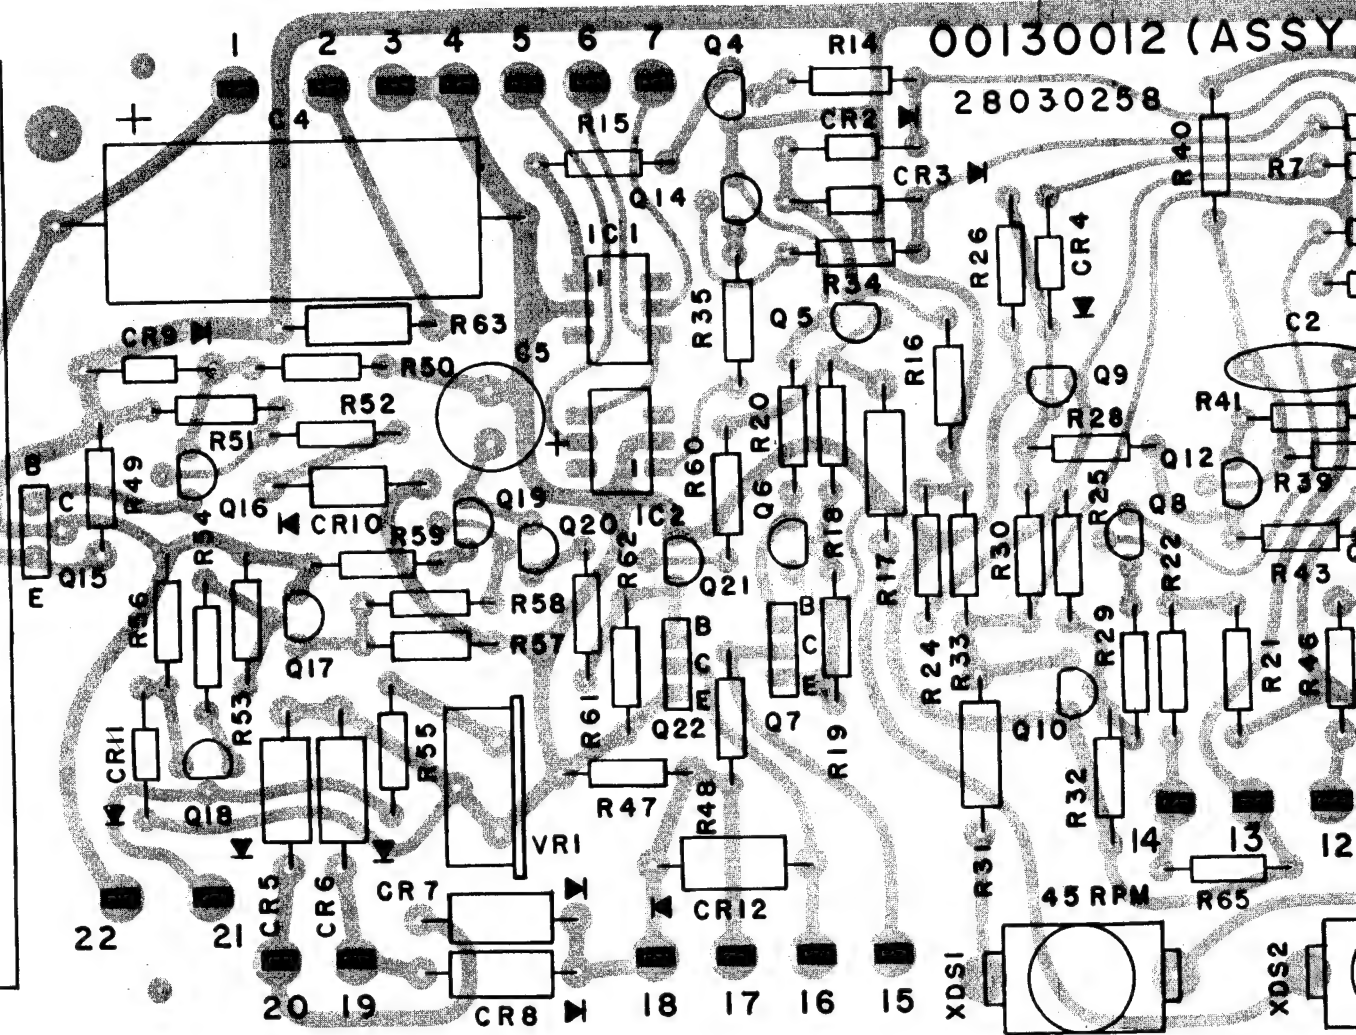 1 2 3 4 5 6 7 Q4 R14 00130012 (ASSY
28030258
C4 R15 CR2 R40
CR3 R7
Q14
IC1 R26 CR4
1
R34
R35 Q5
CR9 R63 C2
C5 R16
R50 Q9
R52 R20 R41
R51 R28
+
B R49 R60 Q12
1 R39
C Q16 Q19 Q6 R25 Q8
CR10 IC2 R18
R54 R59 Q20 R62 R30 R22
Q15 Q21 R17 R43
E
R56 R58 B B
R57 C C R29
Q17 E R24 R33 R21 R46
E
R53 R61 Q22 Q7 Q10
CR11 R55 R19
Q18 R47 R48 R32
VR1 14 13 12
R31
CR5 CR6 CR7 CR12 45 RPM R65
22 21
XDS1 XDS2
20 19 18 17 16 15
CR8